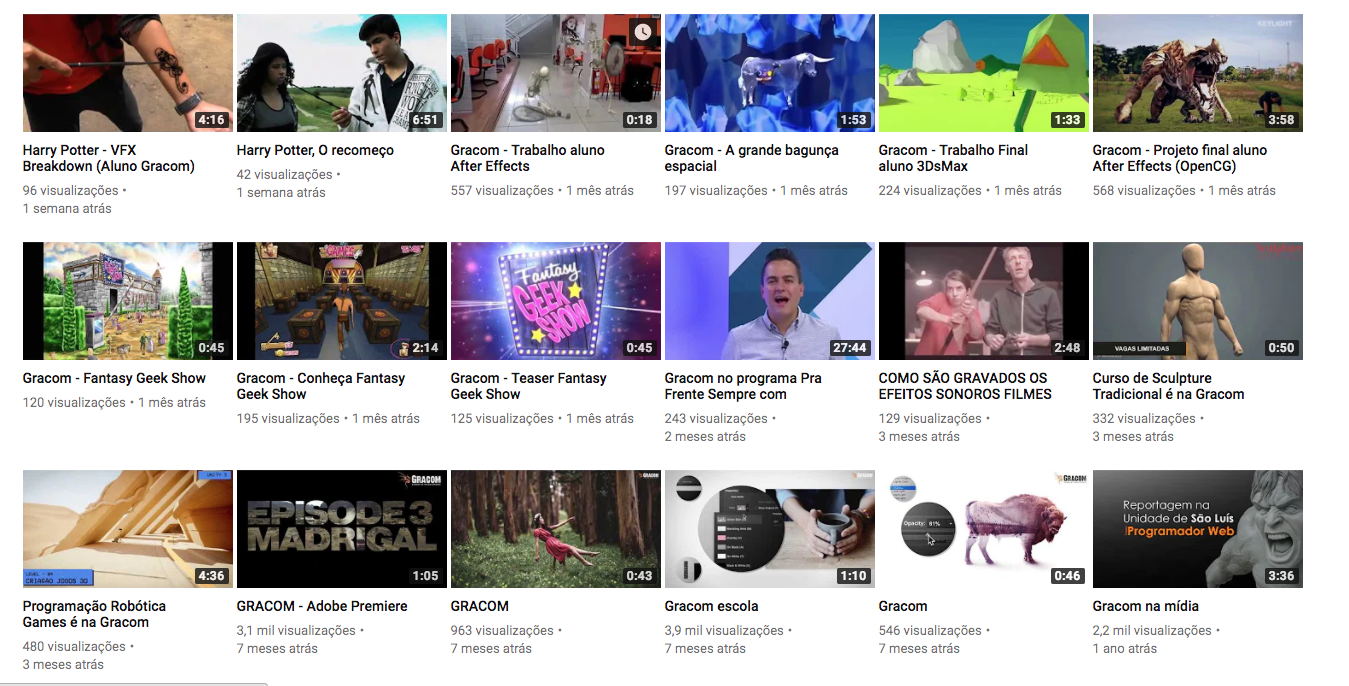 KEYLIGHT
4:16
6:51
0:18
1:53
1:33
3:58
Harry Potter - VFX
Breakdown (Aluno Gracom)
96 visualizações •
1 semana atrás
Harry Potter, O recomeço
42 visualizações •
1 semana atrás
Gracom - Trabalho aluno
After Effects
557 visualizações • 1 mês atrás
Gracom - A grande bagunça
espacial
197 visualizações • 1 mês atrás
Gracom - Trabalho Final
aluno 3DsMax
224 visualizações • 1 mês atrás
Gracom - Projeto final aluno
After Effects (OpenCG)
568 visualizações • 1 mês atrás
Fantasy
GEEK
SHOW
VAGAS LIMITADAS
0:45
2:14
0:45
27:44
2:48
0:50
Gracom - Fantasy Geek Show
120 visualizações • 1 mês atrás
Gracom - Conheça Fantasy
Geek Show
195 visualizações • 1 mês atrás
Gracom - Teaser Fantasy
Geek Show
125 visualizações • 1 mês atrás
Gracom no programa Pra
Frente Sempre com
243 visualizações •
2 meses atrás
COMO SÃO GRAVADOS OS
EFEITOS SONOROS FILMES
129 visualizações •
3 meses atrás
Curso de Sculpture
Tradicional é na Gracom
332 visualizações •
3 meses atrás
CRIAÇÃO JOGOS 3D
4:36
GRACOM
EPISODE 3
MADRIGAL
1:05
GRACOM
0:43
1:10
GRACOM
Opacity: 61%
0:46
Reportagem na
Unidade de São Luís
Programador Web
3:36
Programação Robótica
Games é na Gracom
480 visualizações •
3 meses atrás
GRACOM - Adobe Premiere
3,1 mil visualizações •
7 meses atrás
GRACOM
963 visualizações •
7 meses atrás
Gracom escola
3,9 mil visualizações •
7 meses atrás
Gracom
546 visualizações •
7 meses atrás
Gracom na mídia
2,2 mil visualizações •
1 ano atrás